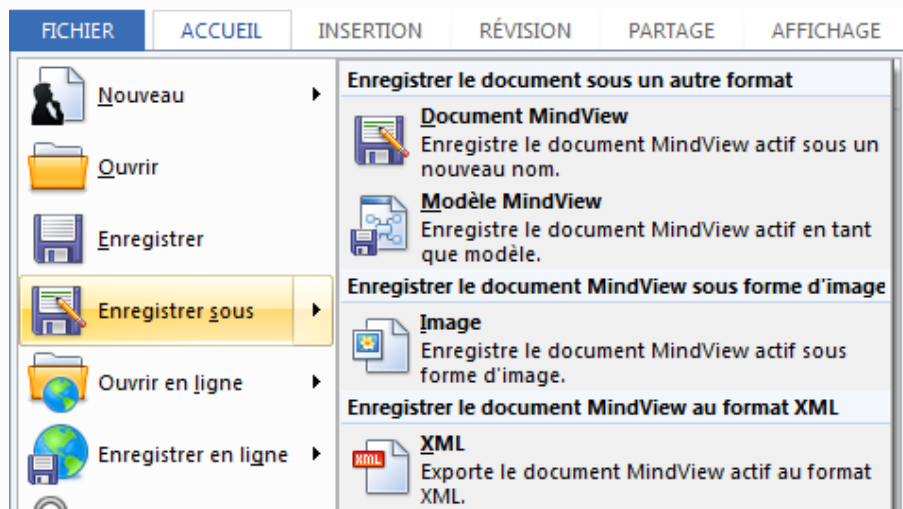 FICHIER ACCUEIL INSERTION RÉVISION PARTAGE AFFICHAGE
Nouveau
Ouvrir
Enregistrer
Enregistrer sous
Ouvrir en ligne
Enregistrer en ligne
Enregistrer le document sous un autre format
Document MindView
Enregistre le document MindView actif sous un
nouveau nom.
Modèle MindView
Enregistre le document MindView actif en tant
que modèle.
Enregistrer le document MindView sous forme d'image
Image
Enregistre le document MindView actif sous
forme d'image.
Enregistrer le document MindView au format XML
XML
XML
Exporte le document MindView actif au format
XML.